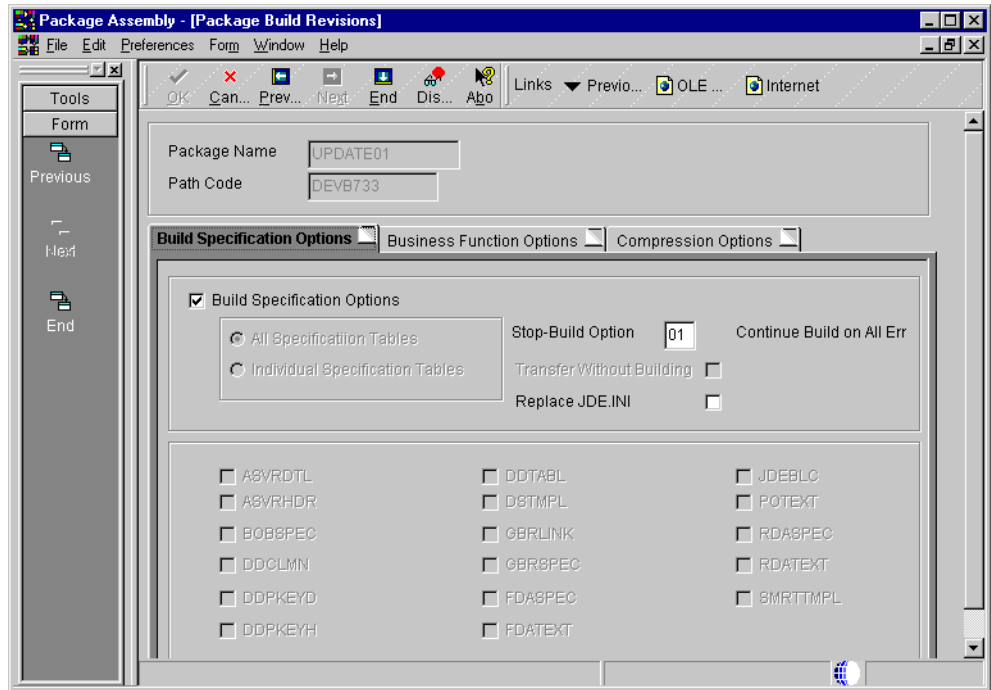 Package Assembly - [Package Build Revisions]
File Edit Preferences Form Window Help
OK Can... Prev... Next End Dis... Abo Links Previo... OLE ... Internet
Tools
Form
Previous
Next
End
Package Name UPDATE01
Path Code DEVB733
Build Specification Options Business Function Options Compression Options
Build Specification Options
All Specificatiion Tables
Individual Specification Tables
Stop-Build Option 01 Continue Build on All Err
Transfer Without Building
Replace JDE.INI
ASVRDTL DDTABL JDEBLC
ASVRHDR DSTMPL POTEXT
BOBSPEC GBRLINK RDASPEC
DDCLMN GBRSPEC RDATEXT
DDPKEYD FDASPEC SMRTTMPL
DDPKEYH FDATEXT